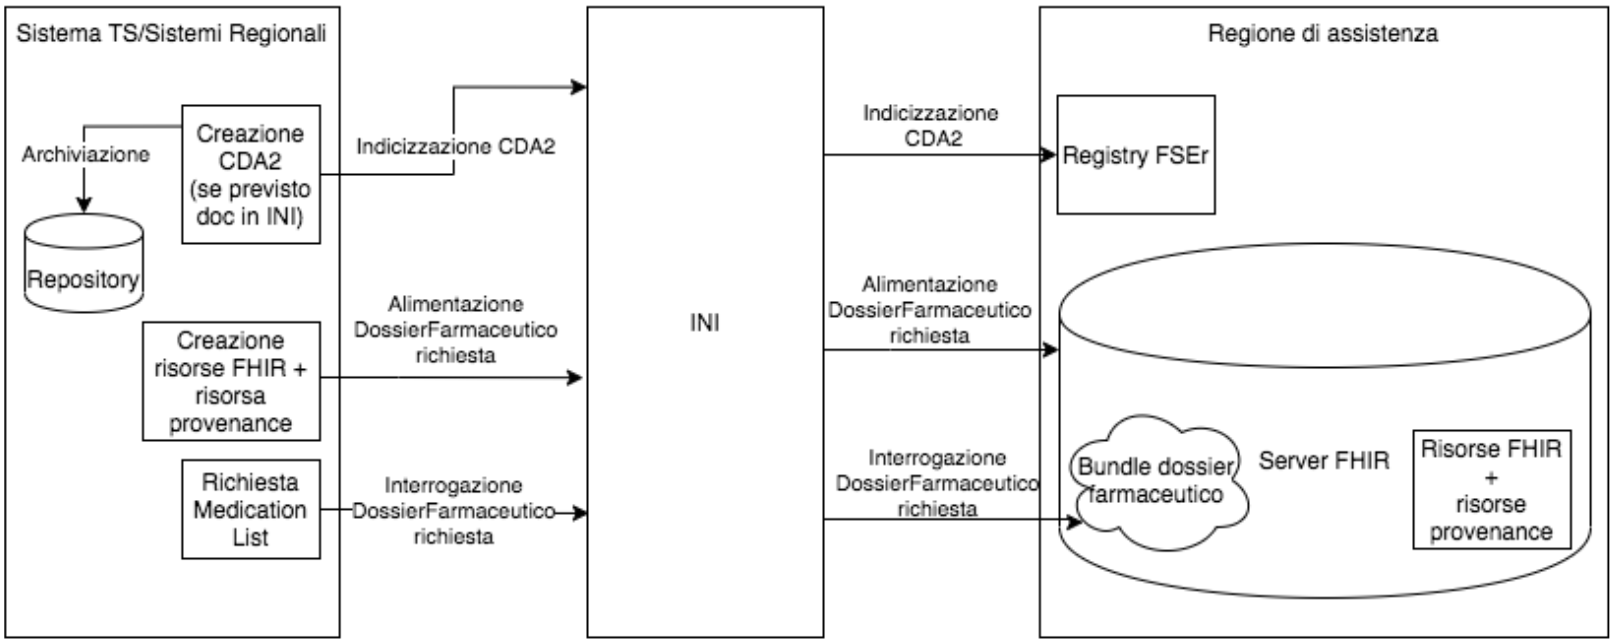 Sistema TS/Sistemi Regionali
Creazione
CDA2
(se previsto
doc in INI)
Archiviazione
Repository
Creazione
risorse FHIR +
risorsa
provenance
Richiesta
Medication
List
Indicizzazione CDA2
Alimentazione
DossierFarmaceutico
richiesta
Interrogazione
DossierFarmaceutico
richiesta
INI
Indicizzazione
CDA2
Alimentazione
DossierFarmaceutico
richiesta
Interrogazione
DossierFarmaceutico
richiesta
Regione di assistenza
Registry FSEr
Bundle dossier
farmaceutico
Server FHIR
Risorse FHIR
+
risorse
provenance